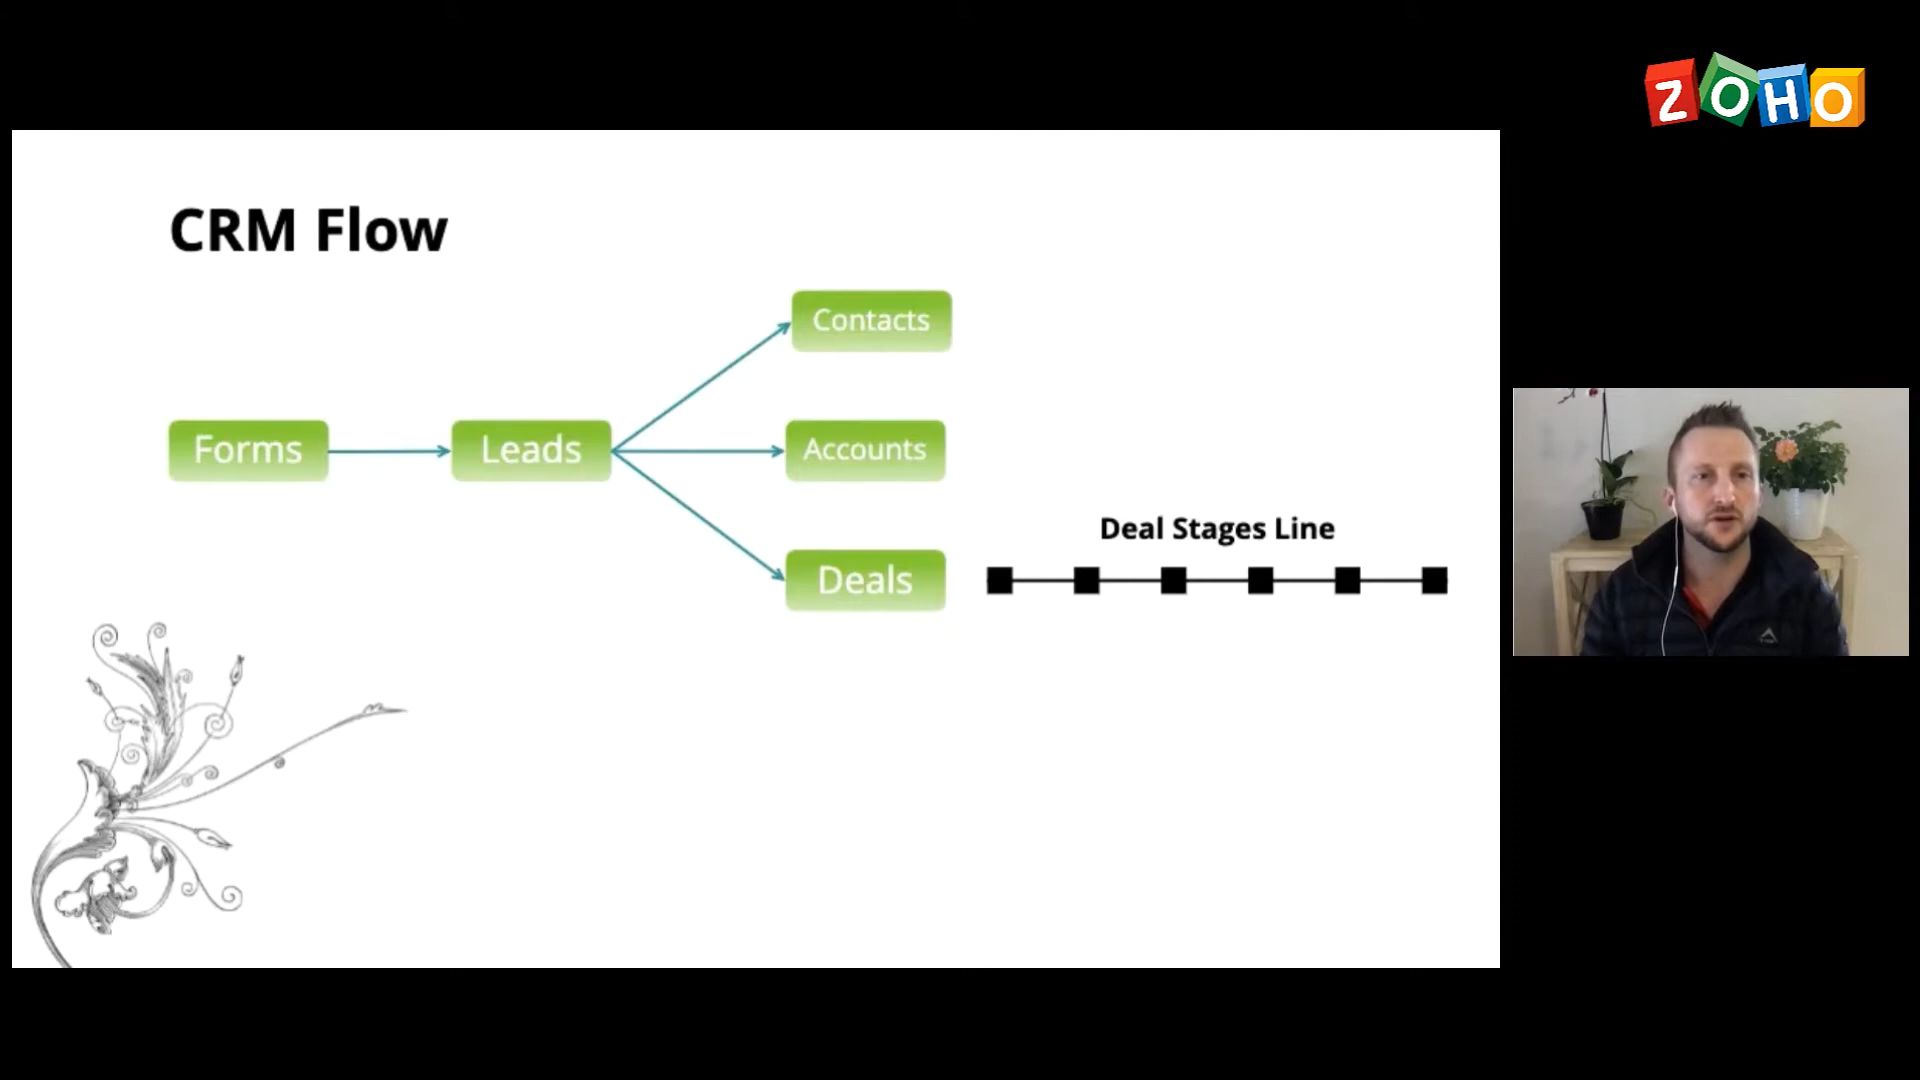 ZOHO
CRM Flow
Contacts
Forms
Leads
Accounts
Deal Stages Line
Deals